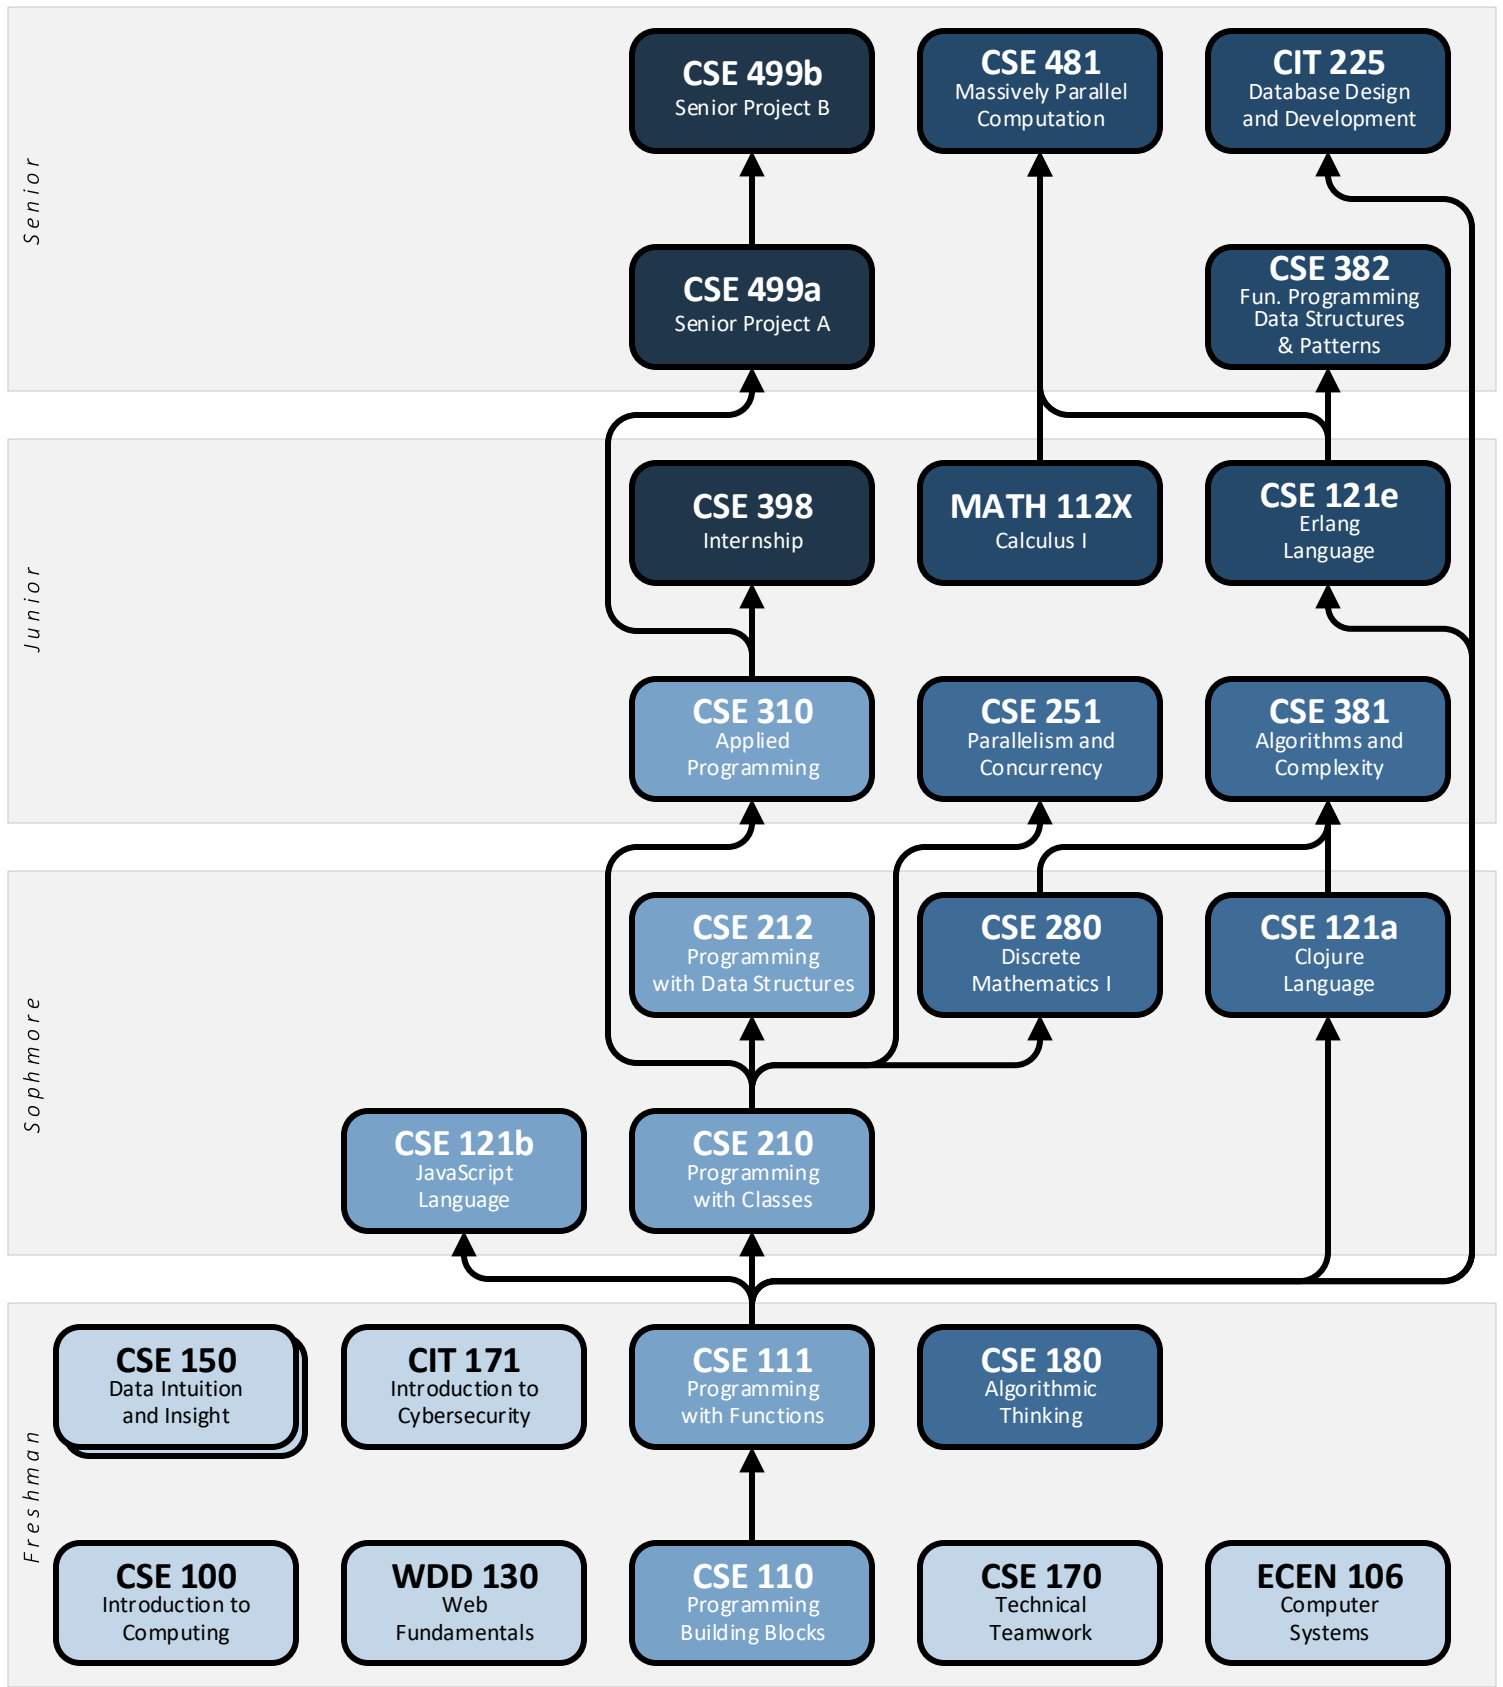 Senior
CSE 499b
Senior Project B
CSE 481
Massively Parallel
Computation
CIT 225
Database Design
and Development
CSE 499a
Senior Project A
CSE 382
Fun. Programming
Data Structures
& Patterns
Junior
CSE 398
Internship
MATH 112X
Calculus I
CSE 121e
Erlang
Language
CSE 310
Applied
Programming
CSE 251
Parallelism and
Concurrency
CSE 381
Algorithms and
Complexity
Sophmore
CSE 212
Programming
with Data Structures
CSE 280
Discrete
Mathematics I
CSE 121a
Clojure
Language
CSE 121b
JavaScript
Language
CSE 210
Programming
with Classes
Freshman
CSE 150
Data Intuition
and Insight
CIT 171
Introduction to
Cybersecurity
CSE 111
Programming
with Functions
CSE 180
Algorithmic
Thinking
CSE 100
Introduction to
Computing
WDD 130
Web
Fundamentals
CSE 110
Programming
Building Blocks
CSE 170
Technical
Teamwork
ECEN 106
Computer
Systems